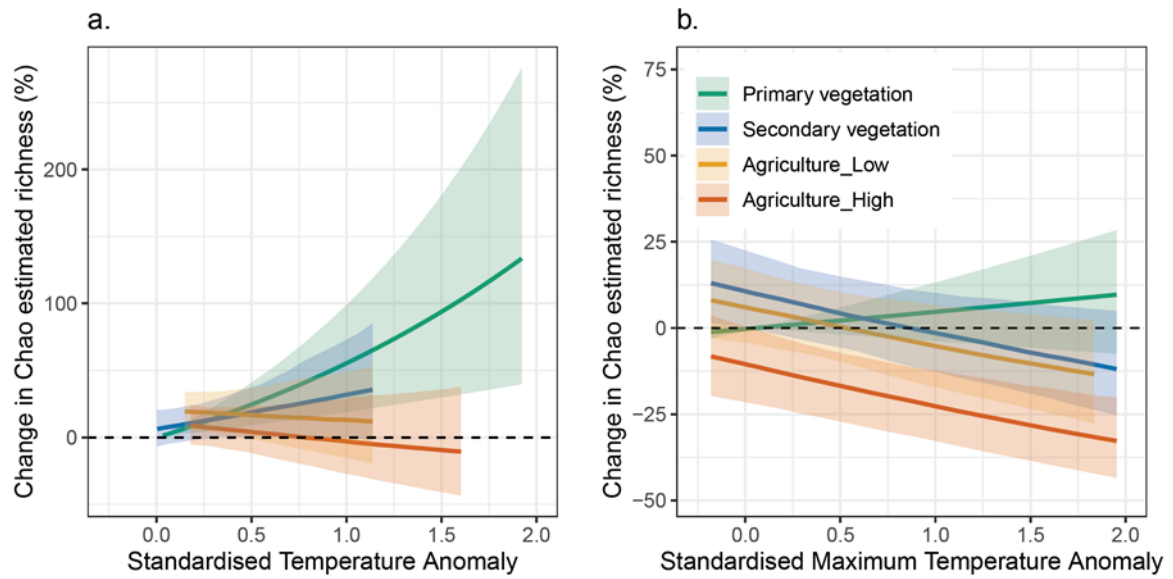 a.
Change in Chao estimated richness (%)
200
100
0
0.0 0.5 1.0 1.5 2.0
Standardised Temperature Anomaly
b.
Change in Chao estimated richness (%)
75
50
25
0
−25
−50
Primary vegetation
Secondary vegetation
Agriculture_Low
Agriculture_High
0.0 0.5 1.0 1.5 2.0
Standardised Maximum Temperature Anomaly